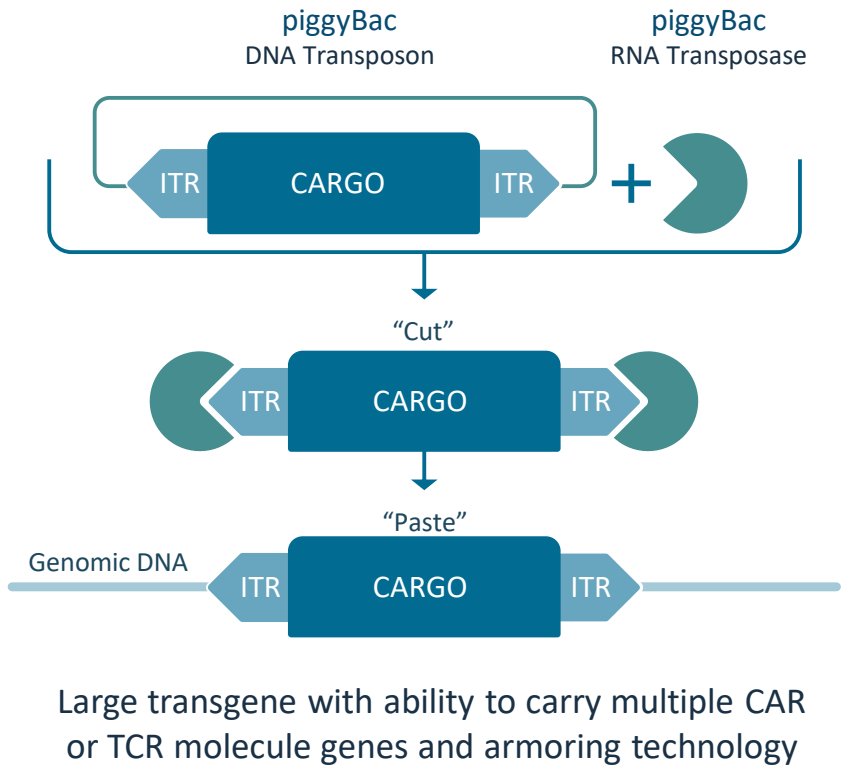 piggyBac
DNA Transposon
piggyBac
RNA Transposase
ITR
CARGO
ITR
+
“Cut”
ITR
CARGO
ITR
“Paste”
Genomic DNA
ITR
CARGO
ITR
Large transgene with ability to carry multiple CAR
or TCR molecule genes and armoring technology